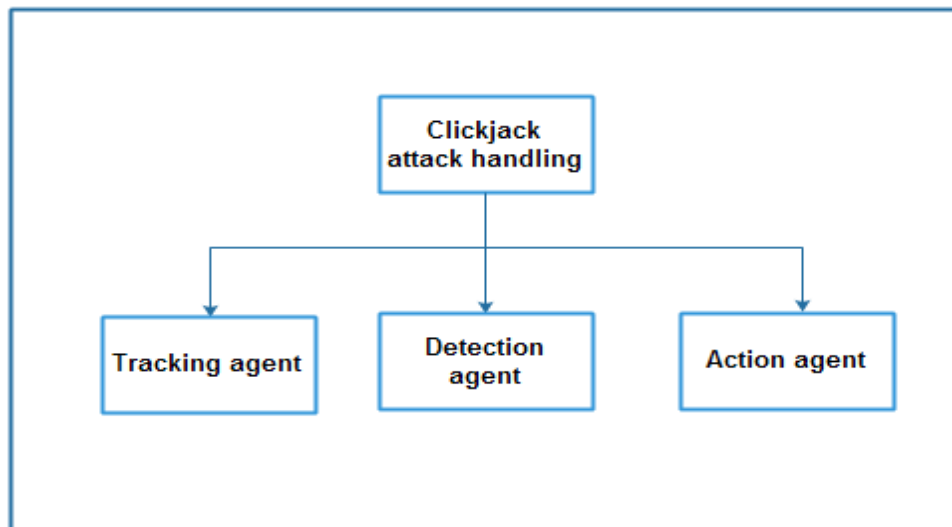 Clickjack
attack handling
Tracking agent
Detection
agent
Action agent